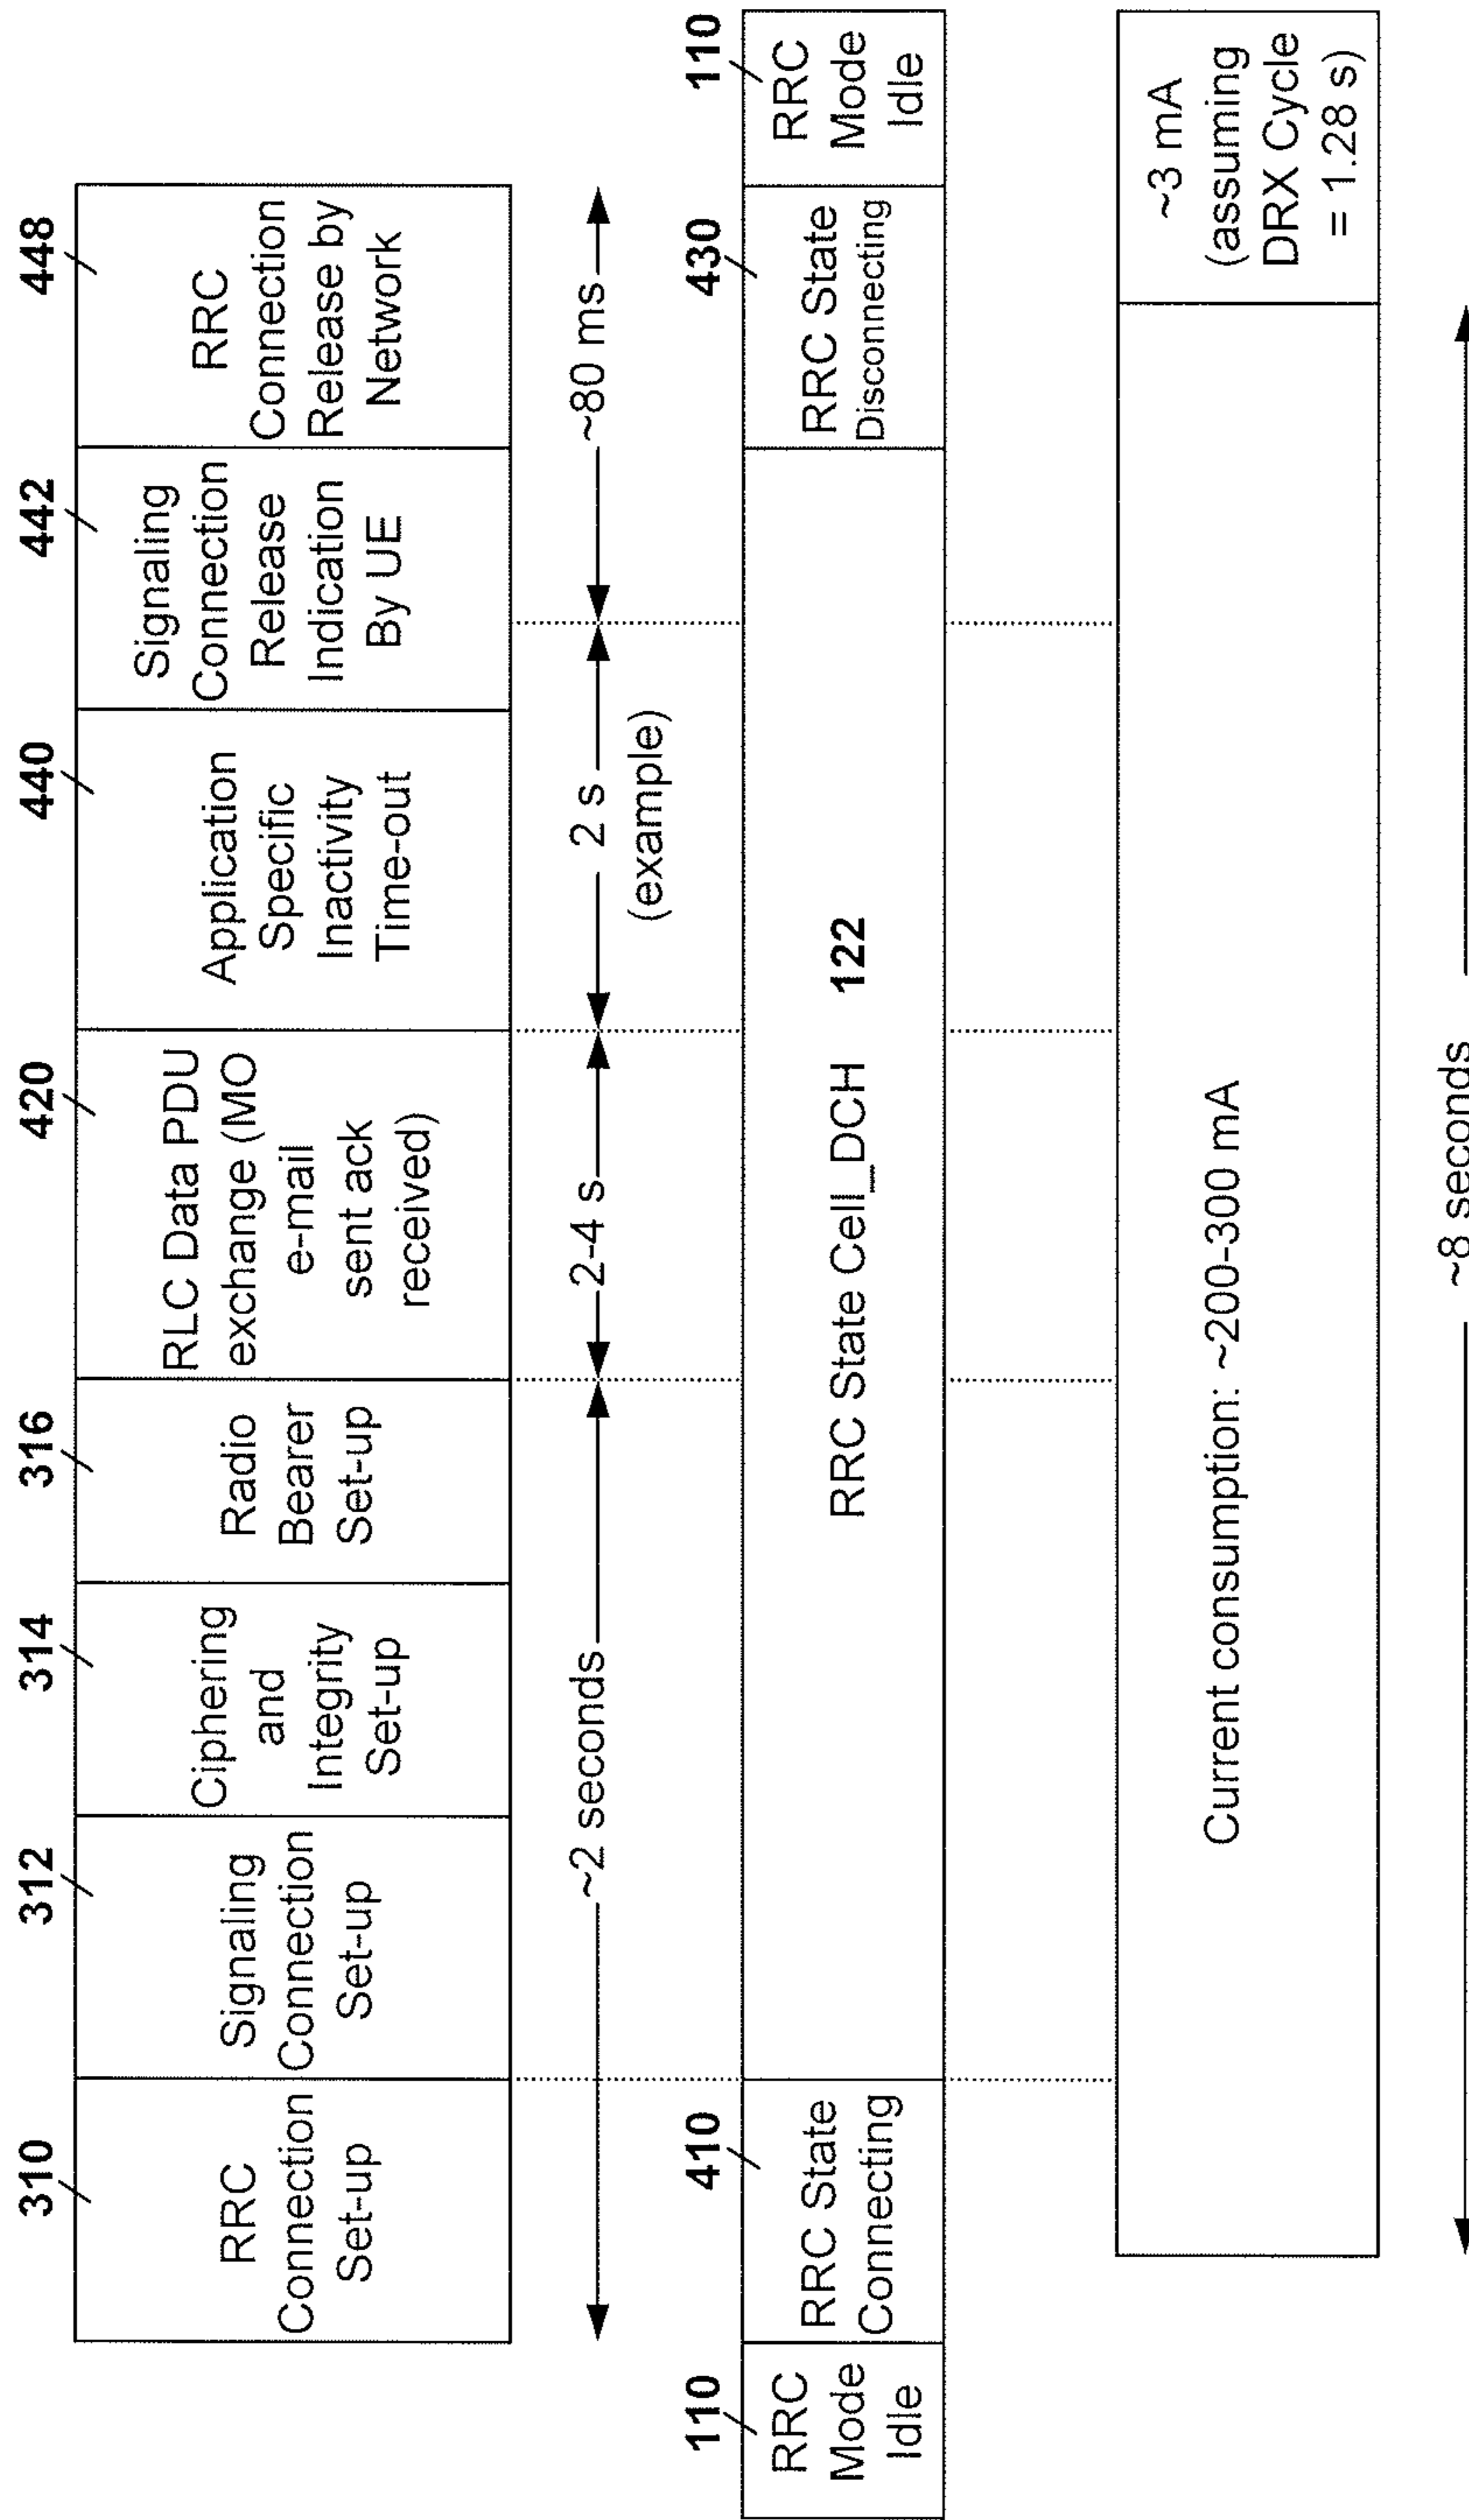 310
312
314
316
420
440
442
448
RRC
Connection
Set-up
Signaling
Connection
Set-up
Ciphering
and
Integrity
Set-up
Radio
Bearer
Set-up
RLC Data PDU
exchange (MO
e-mail
sent ack
received)
Application
Specific
Inactivity
Time-out
Signaling
Connection
Release
Indication
By UE
RRC
Connection
Release by
Network
~2 seconds
2-4 s
2 s
(example)
~80 ms
110
410
430
110
RRC
Mode
Idle
RRC State
Connecting
RRC State Cell_DCH 122
RRC State
Disconnecting
RRC
Mode
Idle
Current consumption: ~200-300 mA
~3 mA
(assuming
DRX Cycle
= 1.28 s)
~8 seconds